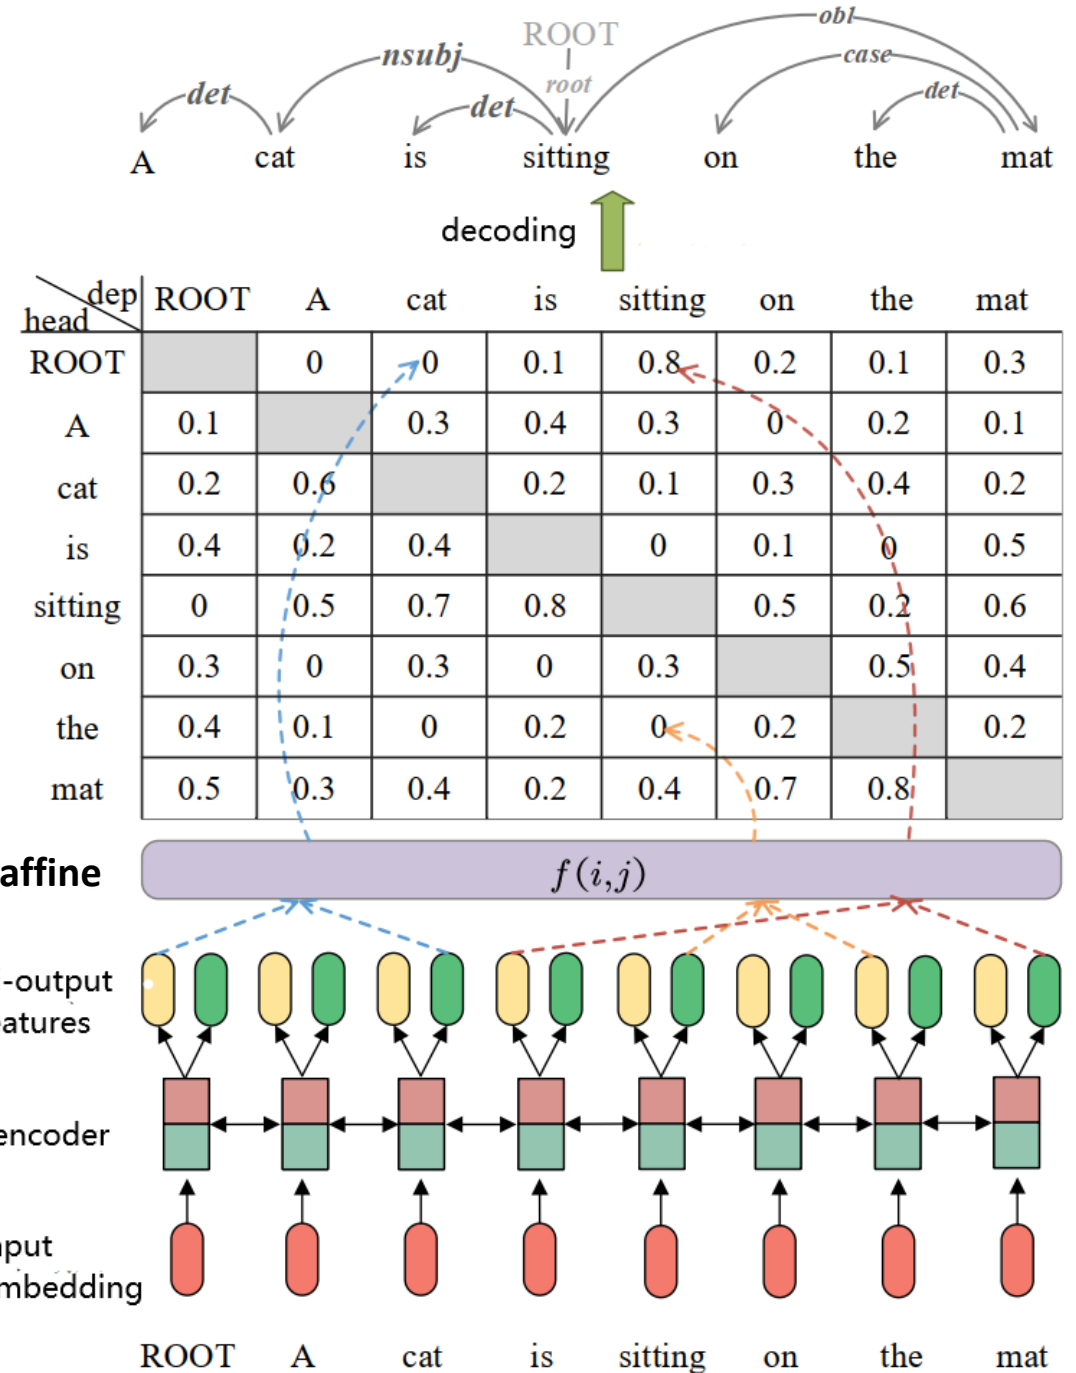 obl
ROOT
nsubj
case
root
det
det
det
A cat is sitting on the mat
decoding
dep
head
ROOT A cat is sitting on the mat
ROOT 0 0 0.1 0.8 0.2 0.1 0.3
A 0.1 0.3 0.4 0.3 0 0.2 0.1
cat 0.2 0.6 0.2 0.1 0.3 0.4 0.2
is 0.4 0.2 0.4 0 0.1 0 0.5
sitting 0 0.5 0.7 0.8 0.5 0.2 0.6
on 0.3 0 0.3 0 0.3 0.5 0.4
the 0.4 0.1 0 0.2 0 0.2 0.2
mat 0.5 0.3 0.4 0.2 0.4 0.7 0.8
affine
f(i,j)
-output
eatures
encoder
nput
mbedding
ROOT A cat is sitting on the mat